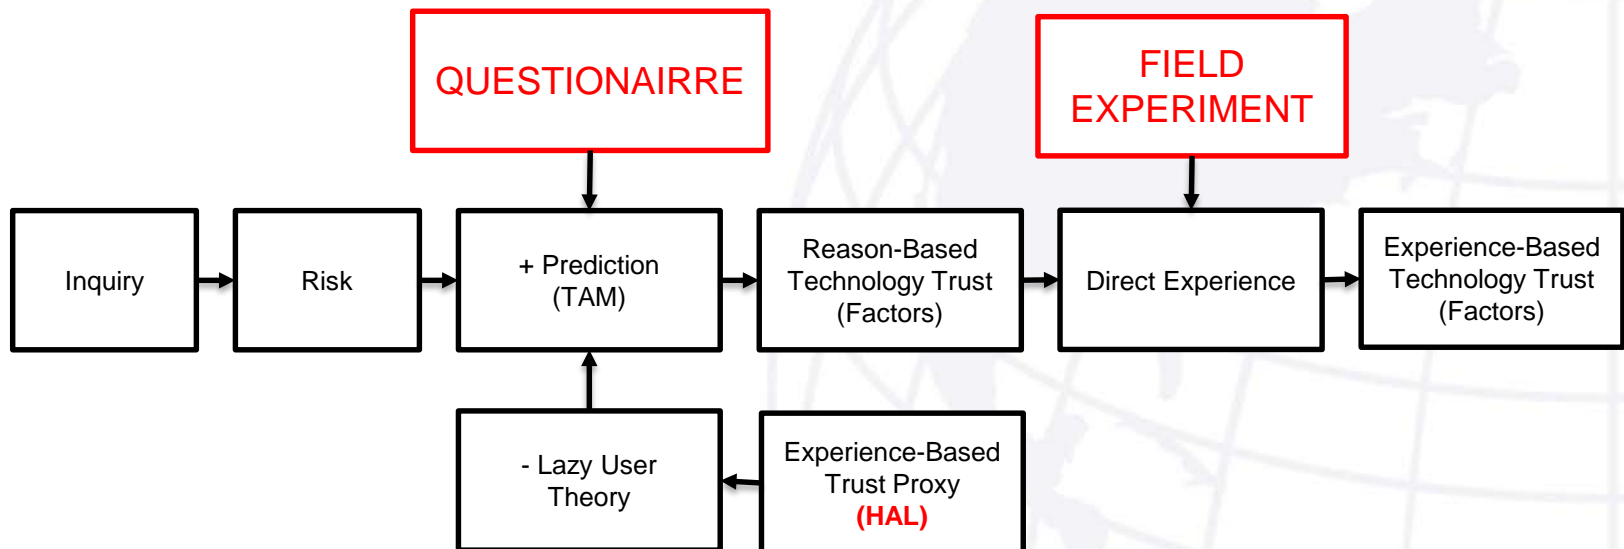 QUESTIONAIRRE
FIELD
EXPERIMENT
Inquiry
Risk
+ Prediction
(TAM)
Reason-Based
Technology Trust
(Factors)
Direct Experience
Experience-Based
Technology Trust
(Factors)
- Lazy User
Theory
Experience-Based
Trust Proxy
(HAL)